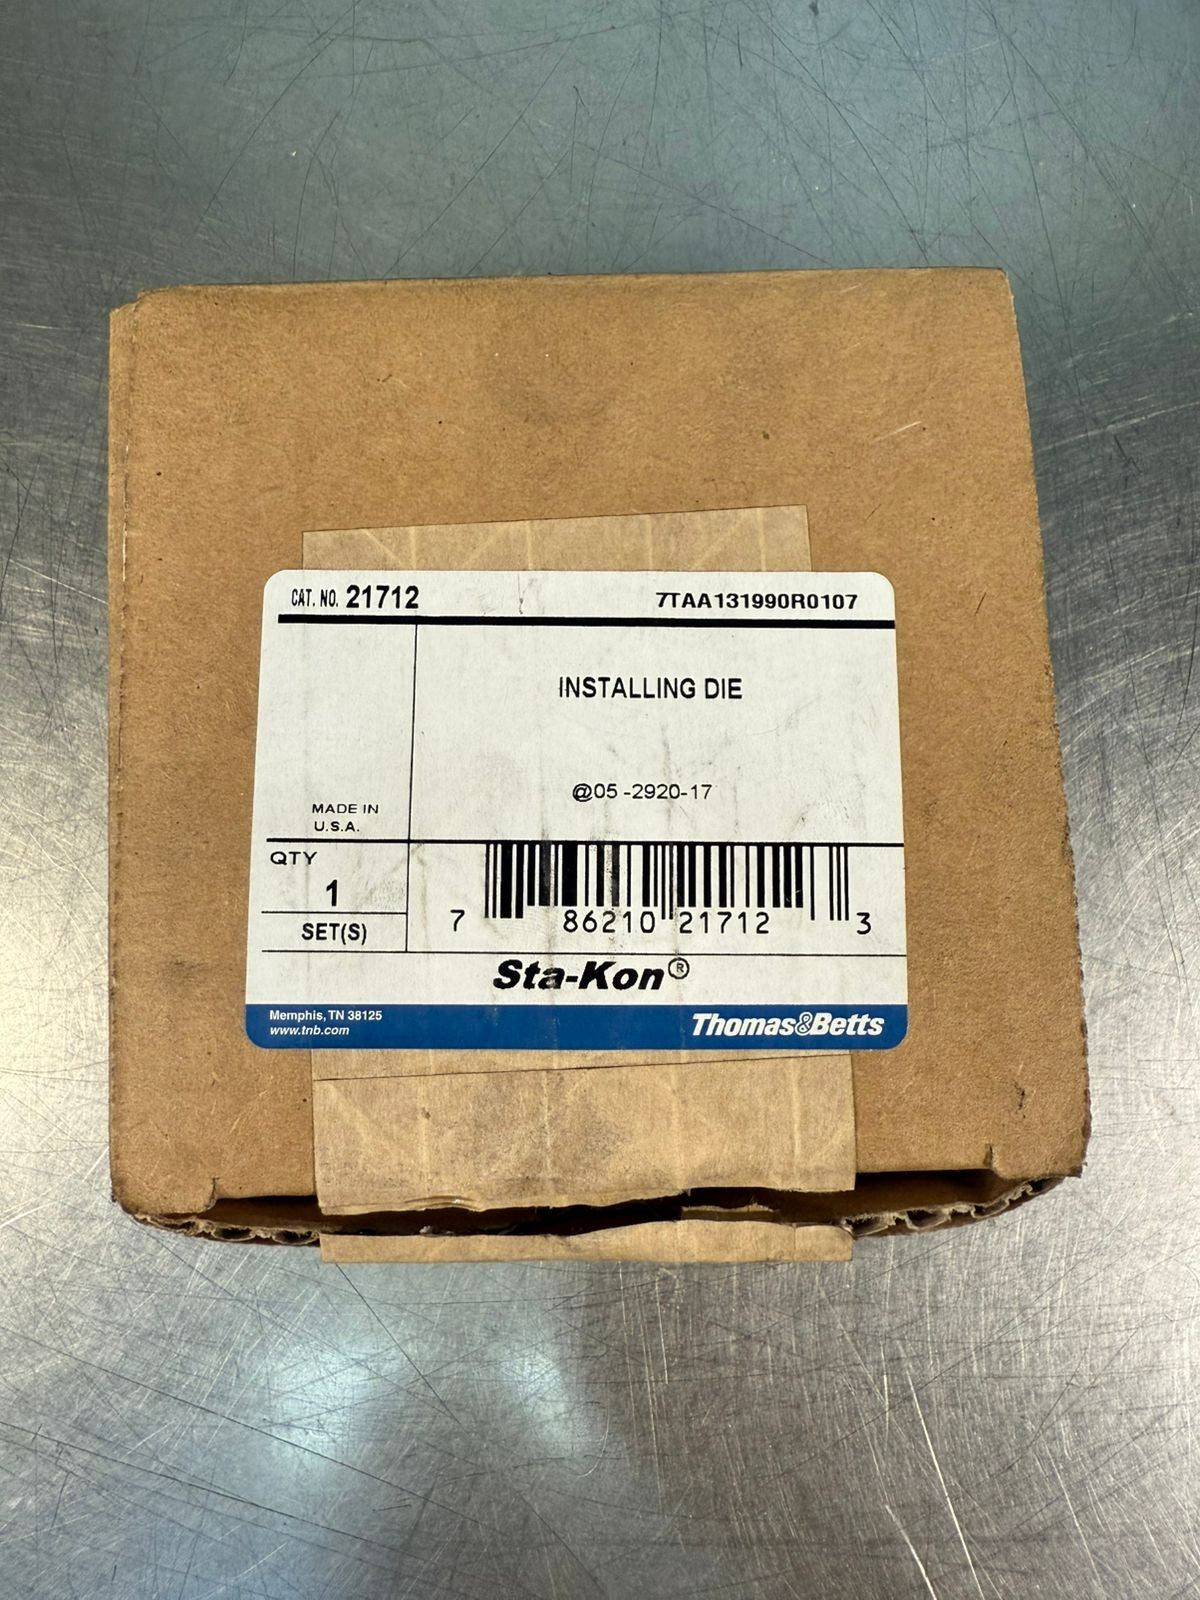 CAT. NO. 21712 7TAA131990R0107
INSTALLING DIE
@05 -2920-17
MADE IN
U.S.A.
QTY
1
SET(S)
7 86210 21712 3
Sta-Kon®
Memphis, TN 38125
www.tnb.com
Thomas&Betts